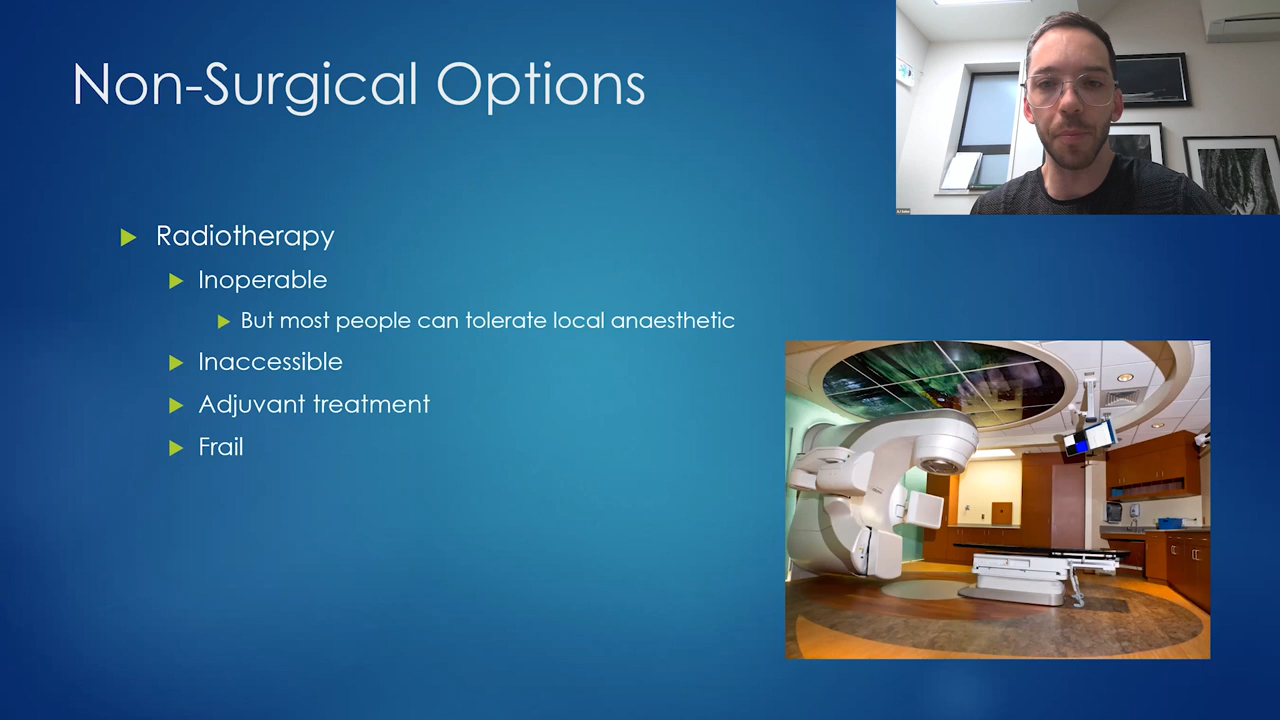 Non-Surgical Options
Radiotherapy
Inoperable
But most people can tolerate local anaesthetic
Inaccessible
Adjuvant treatment
Frail